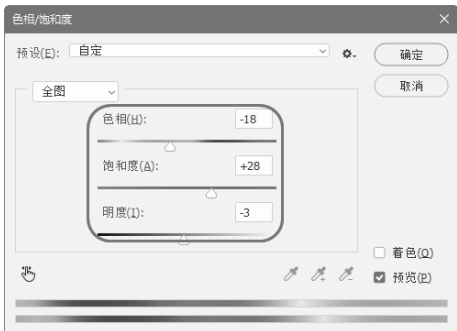 色相/饱和度
预设(E): 自定
确定
取消
全图
色相(H): -18
饱和度(A): +28
明度(I): -3
着色(O)
预览(P)